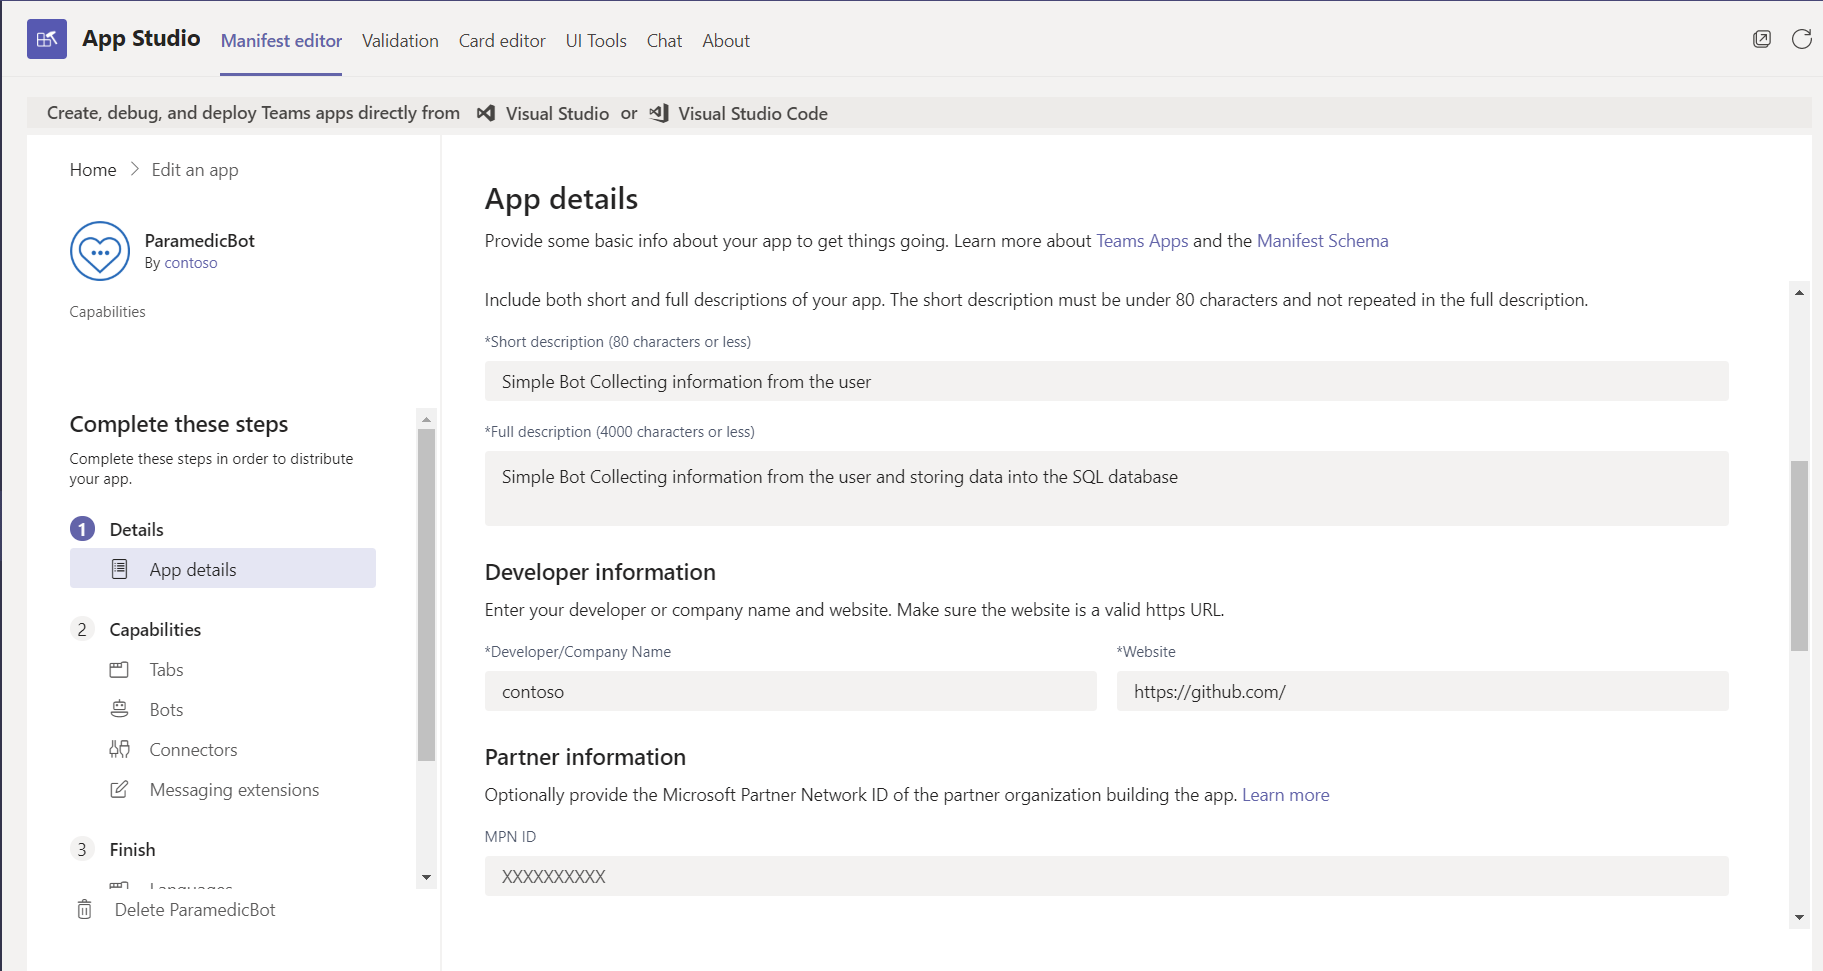 App Studio Manifest editor Validation Card editor UI Tools Chat About
Create, debug, and deploy Teams apps directly from Visual Studio or Visual Studio Code
Home > Edit an app
ParamedicBot
By contoso
Capabilities
Complete these steps
Complete these steps in order to distribute
your app.
1 Details
App details
2 Capabilities
Tabs
Bots
Connectors
Messaging extensions
3 Finish
Languages
Delete ParamedicBot
App details
Provide some basic info about your app to get things going. Learn more about Teams Apps and the Manifest Schema
Include both short and full descriptions of your app. The short description must be under 80 characters and not repeated in the full description.
*Short description (80 characters or less)
Simple Bot Collecting information from the user
*Full description (4000 characters or less)
Simple Bot Collecting information from the user and storing data into the SQL database
Developer information
Enter your developer or company name and website. Make sure the website is a valid https URL.
*Developer/Company Name *Website
contoso https://github.com/
Partner information
Optionally provide the Microsoft Partner Network ID of the partner organization building the app. Learn more
MPN ID
XXXXXXXXXX